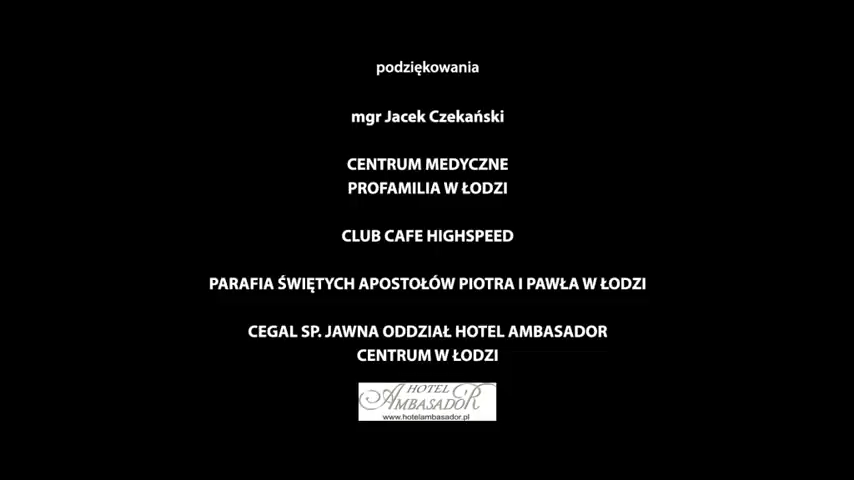 podziękowania
mgr Jacek Czekański
CENTRUM MEDYCZNE
PROFAMILIA W ŁODZI
CLUB CAFE HIGHSPEED
PARAFIA ŚWIĘTYCH APOSTOŁÓW PIOTRA I PAWŁA W ŁODZI
CEGAL SP. JAWNA ODDZIAŁ HOTEL AMBASADOR
CENTRUM W ŁODZI
HOTEL
AMBASADOR
www.hotelambasador.pl